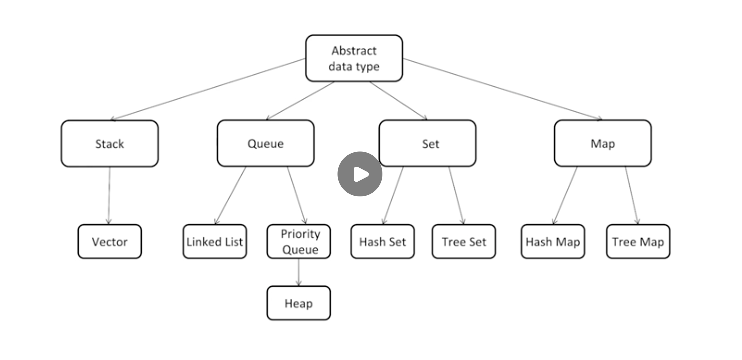 Abstract
data type
Stack
Queue
Set
Map
Vector
Linked List
Priority
Queue
Hash Set
Tree Set
Hash Map
Tree Map
Heap